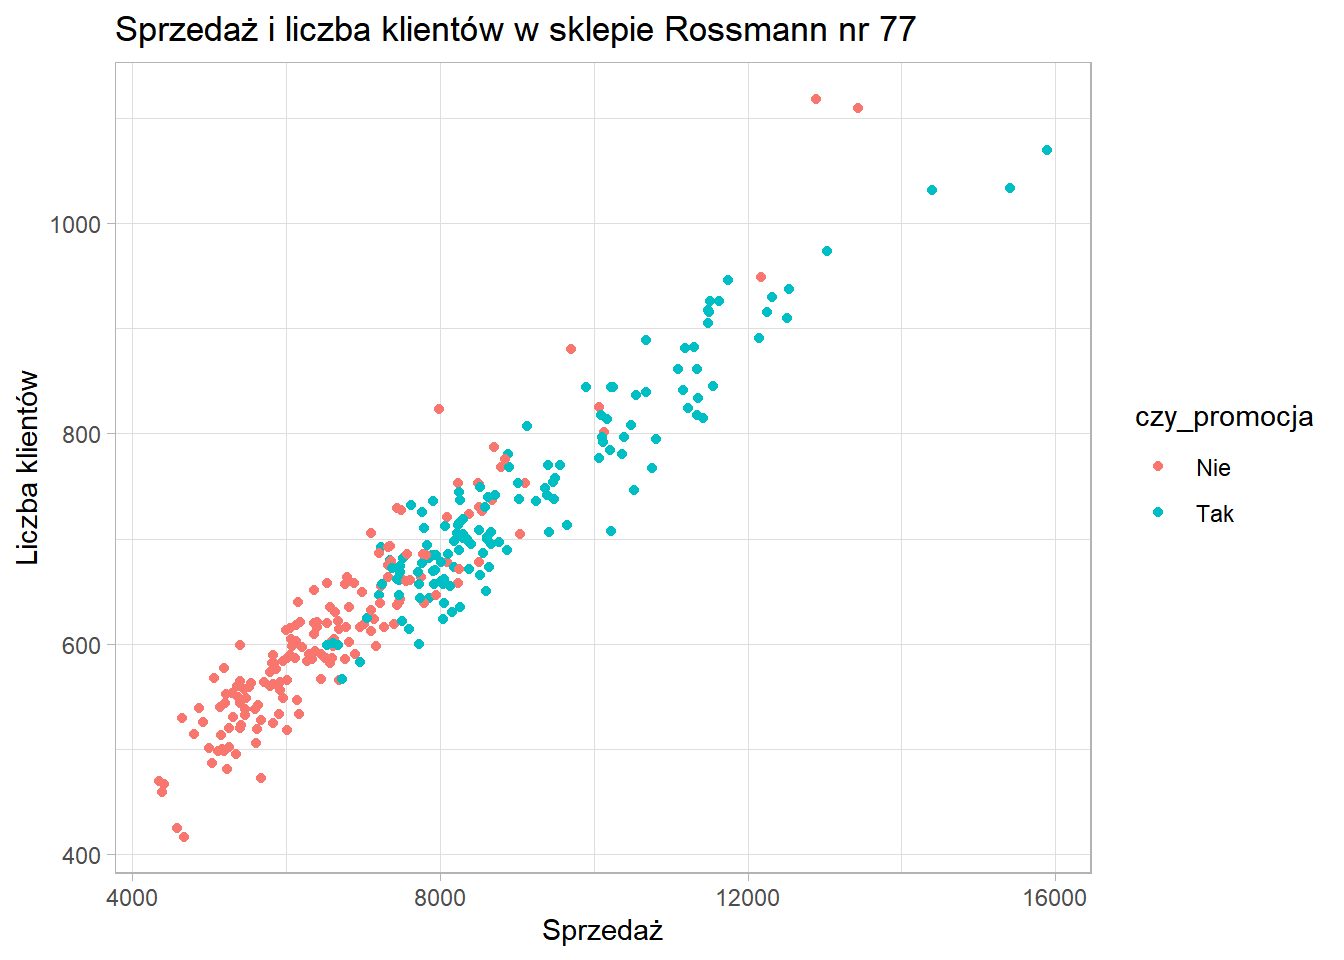 Sprzedaż i liczba klientów w sklepie Rossmann nr 77
1000
800
600
400
Liczba klientów
4000 8000 12000 16000
Sprzedaż
czy_promocja
Nie
Tak